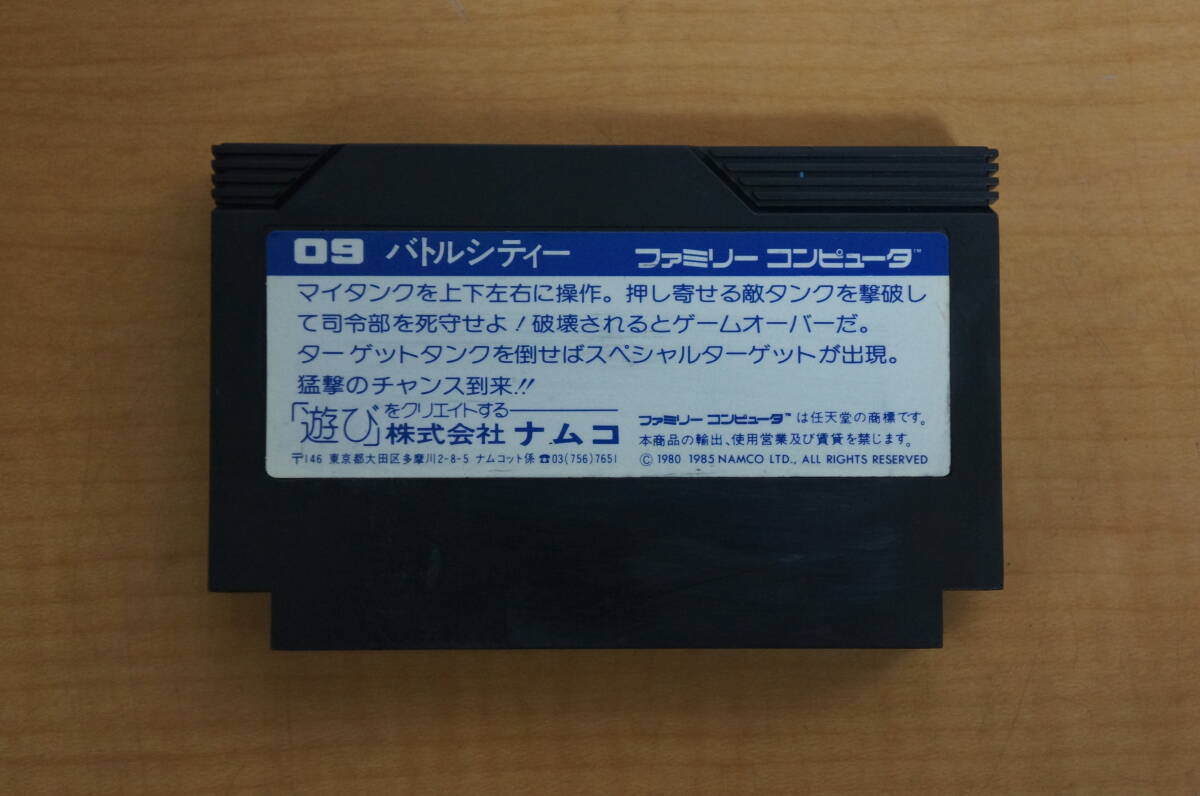 09 バトルシティー ファミリー コンピュータ™
マイタンクを上下左右に操作。押し寄せる敵タンクを撃破し
て司令部を死守せよ!破壊されるとゲームオーバーだ。
ターゲットタンクを倒せばスペシャルターゲットが出現。
猛撃のチャンス到来!!
「遊び」をクリエイトする
株式会社 ナムコ
〒146 東京都大田区多摩川2-8-5 ナムコット係 ☎03(756)7651
ファミリー コンピュータ™は任天堂の商標です。
本商品の輸出、使用営業及び賃貸を禁じます。
© 1980 1985 NAMCO LTD., ALL RIGHTS RESERVED